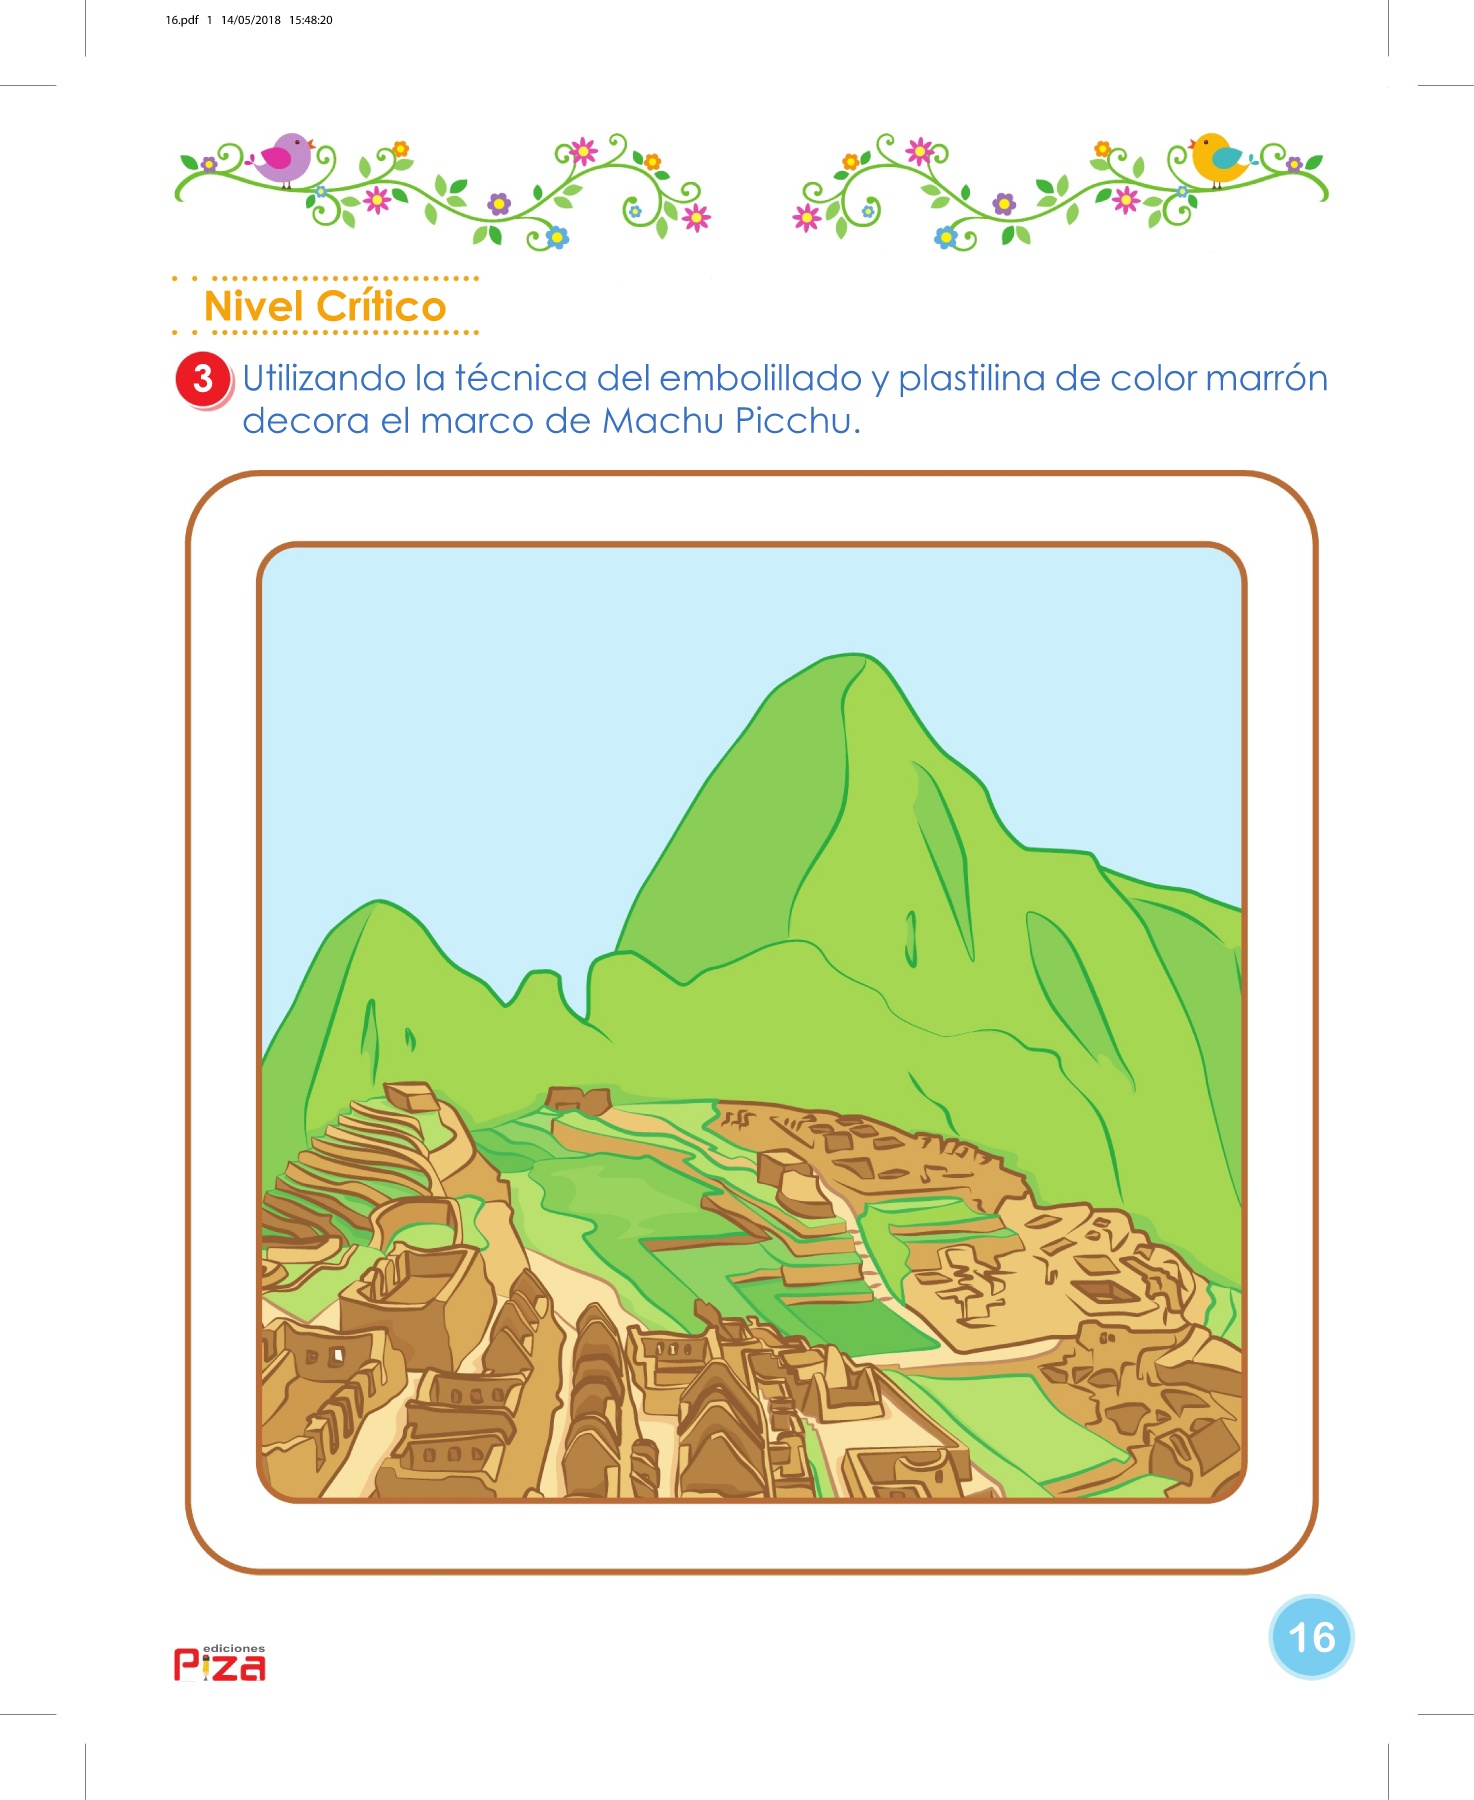 16.pdf 1 14/05/2018 15:48:20
Nivel Crítico
3 Utilizando la técnica del embolillado y plastilina de color marrón
decora el marco de Machu Picchu.
ediciones
Piza
16